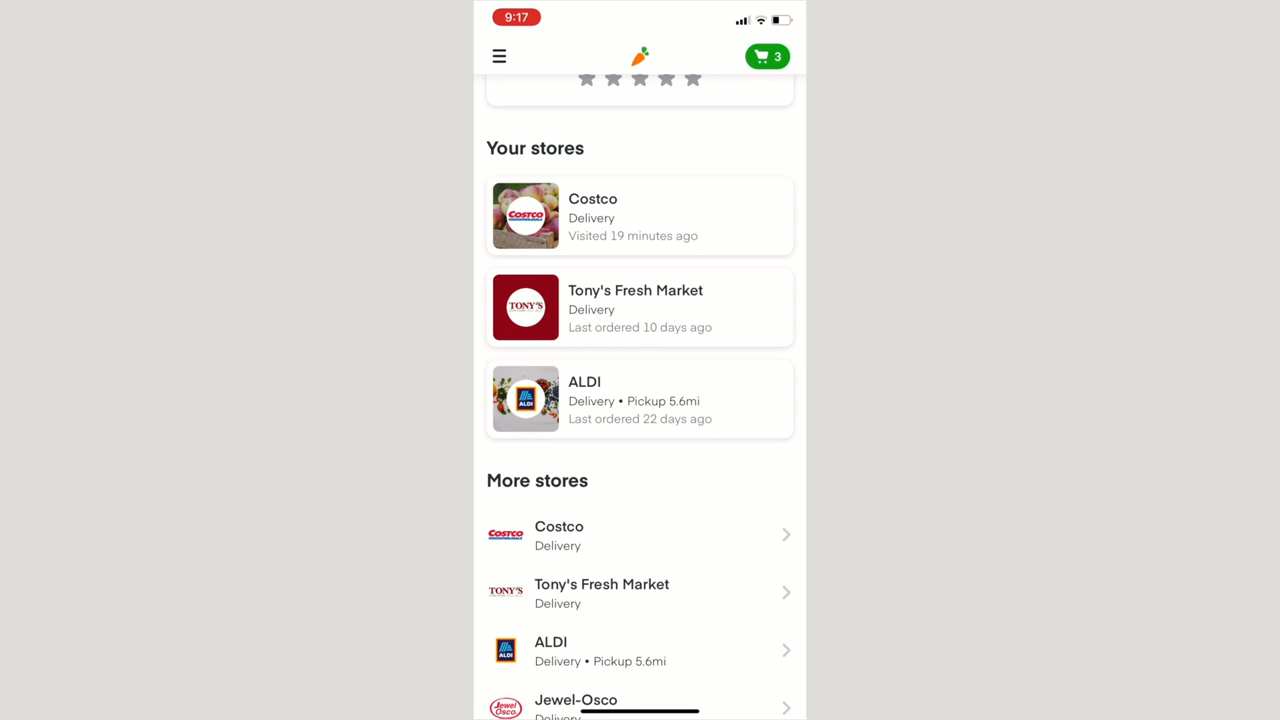 9:17
3
Your stores
COSTCO
Costco
Delivery
Visited 19 minutes ago
TONY'S
Tony's Fresh Market
Delivery
Last ordered 10 days ago
ALDI
ALDI
Delivery • Pickup 5.6mi
Last ordered 22 days ago
More stores
COSTCO
Costco
Delivery
TONY'S
Tony's Fresh Market
Delivery
ALDI
ALDI
Delivery • Pickup 5.6mi
Jewel Osco
Jewel-Osco
Delivery